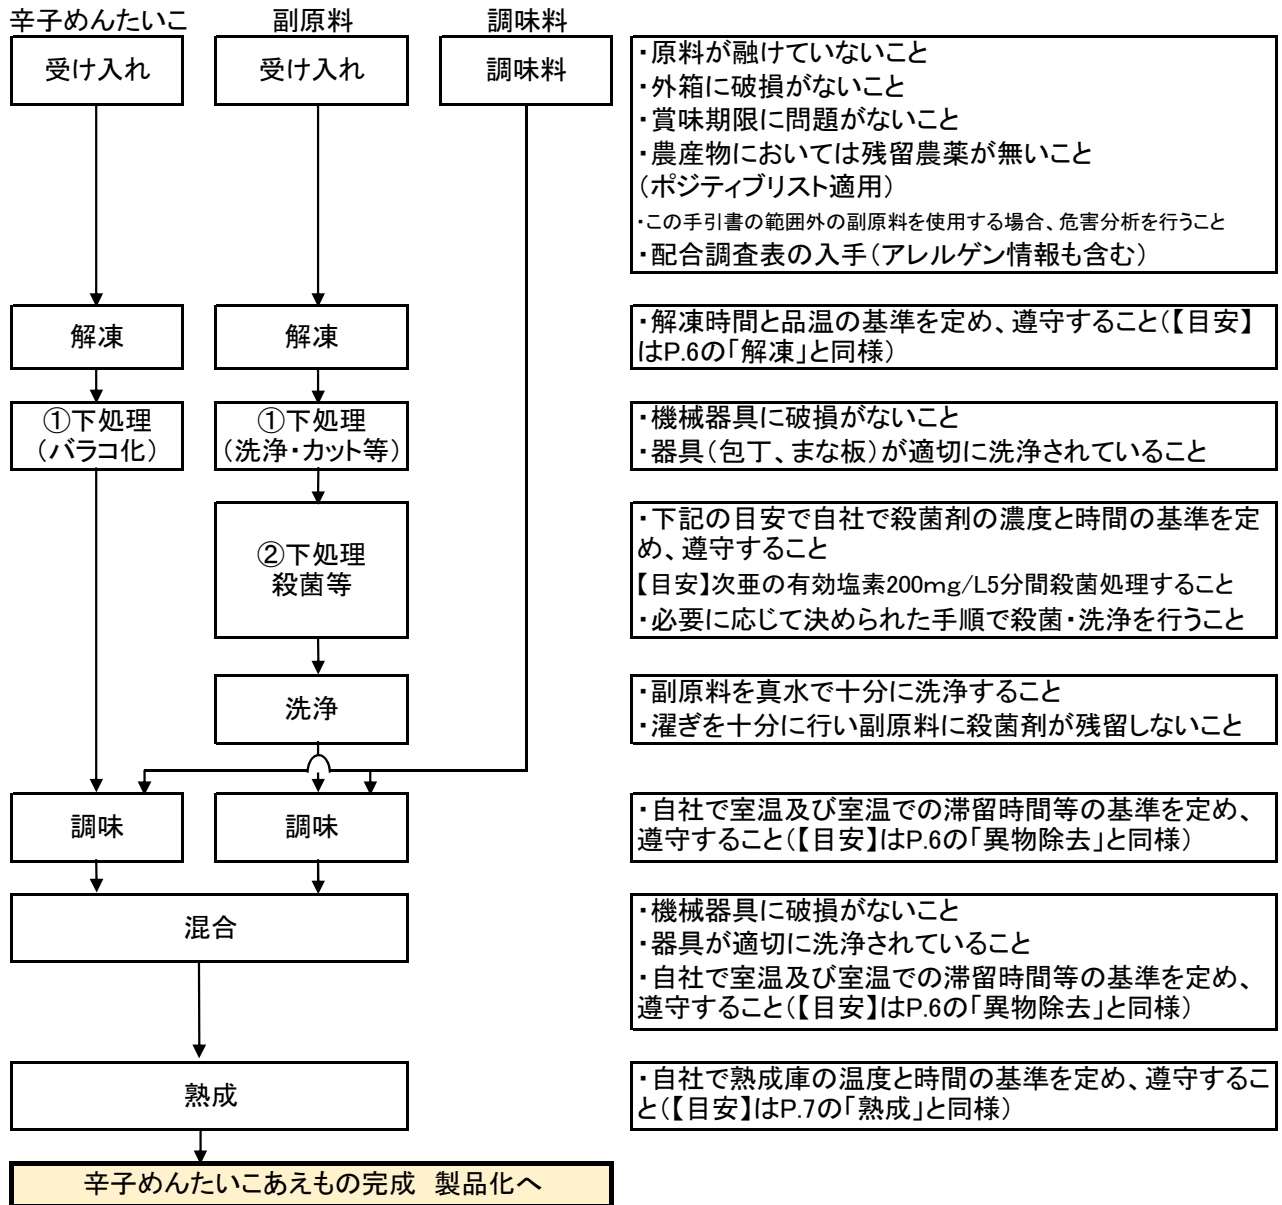 辛子めんたいこ
副原料
調味料
受け入れ
受け入れ
調味料
・原料が融けていないこと
・外箱に破損がないこと
・賞味期限に問題がないこと
・農産物においては残留農薬が無いこと
(ポジティブリスト適用)
・この手引書の範囲外の副原料を使用する場合、危害分析を行うこと
・配合調査表の入手(アレルゲン情報も含む)
解凍
解凍
・解凍時間と品温の基準を定め、遵守すること(【目安】
はP.6の「解凍」と同様)
①下処理
(バラコ化)
①下処理
(洗浄・カット等)
・機械器具に破損がないこと
・器具(包丁、まな板)が適切に洗浄されていること
②下処理
殺菌等
・下記の目安で自社で殺菌剤の濃度と時間の基準を定
め、遵守すること
【目安】次亜の有効塩素200mg/L5分間殺菌処理すること
・必要に応じて決められた手順で殺菌・洗浄を行うこと
洗浄
・副原料を真水で十分に洗浄すること
・濯ぎを十分に行い副原料に殺菌剤が残留しないこと
調味
調味
・自社で室温及び室温での滞留時間等の基準を定め、
遵守すること(【目安】はP.6の「異物除去」と同様)
混合
・機械器具に破損がないこと
・器具が適切に洗浄されていること
・自社で室温及び室温での滞留時間等の基準を定め、
遵守すること(【目安】はP.6の「異物除去」と同様)
熟成
・自社で熟成庫の温度と時間の基準を定め、遵守するこ
と(【目安】はP.7の「熟成」と同様)
辛子めんたいこあえもの完成 製品化へ